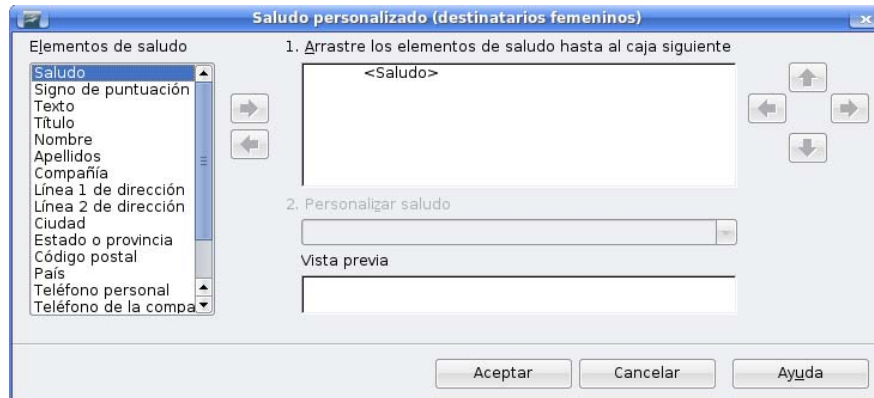 Saludo personalizado (destinatarios femeninos)
Elementos de saludo
Saludo
Signo de puntuación
Texto
Título
Nombre
Apellidos
Compañía
Línea 1 de dirección
Línea 2 de dirección
Ciudad
Estado o provincia
Código postal
País
Teléfono personal
Teléfono de la compa
1. Arrastre los elementos de saludo hasta al caja siguiente
<Saludo>
2. Personalizar saludo
Vista previa
Aceptar
Cancelar
Ayuda